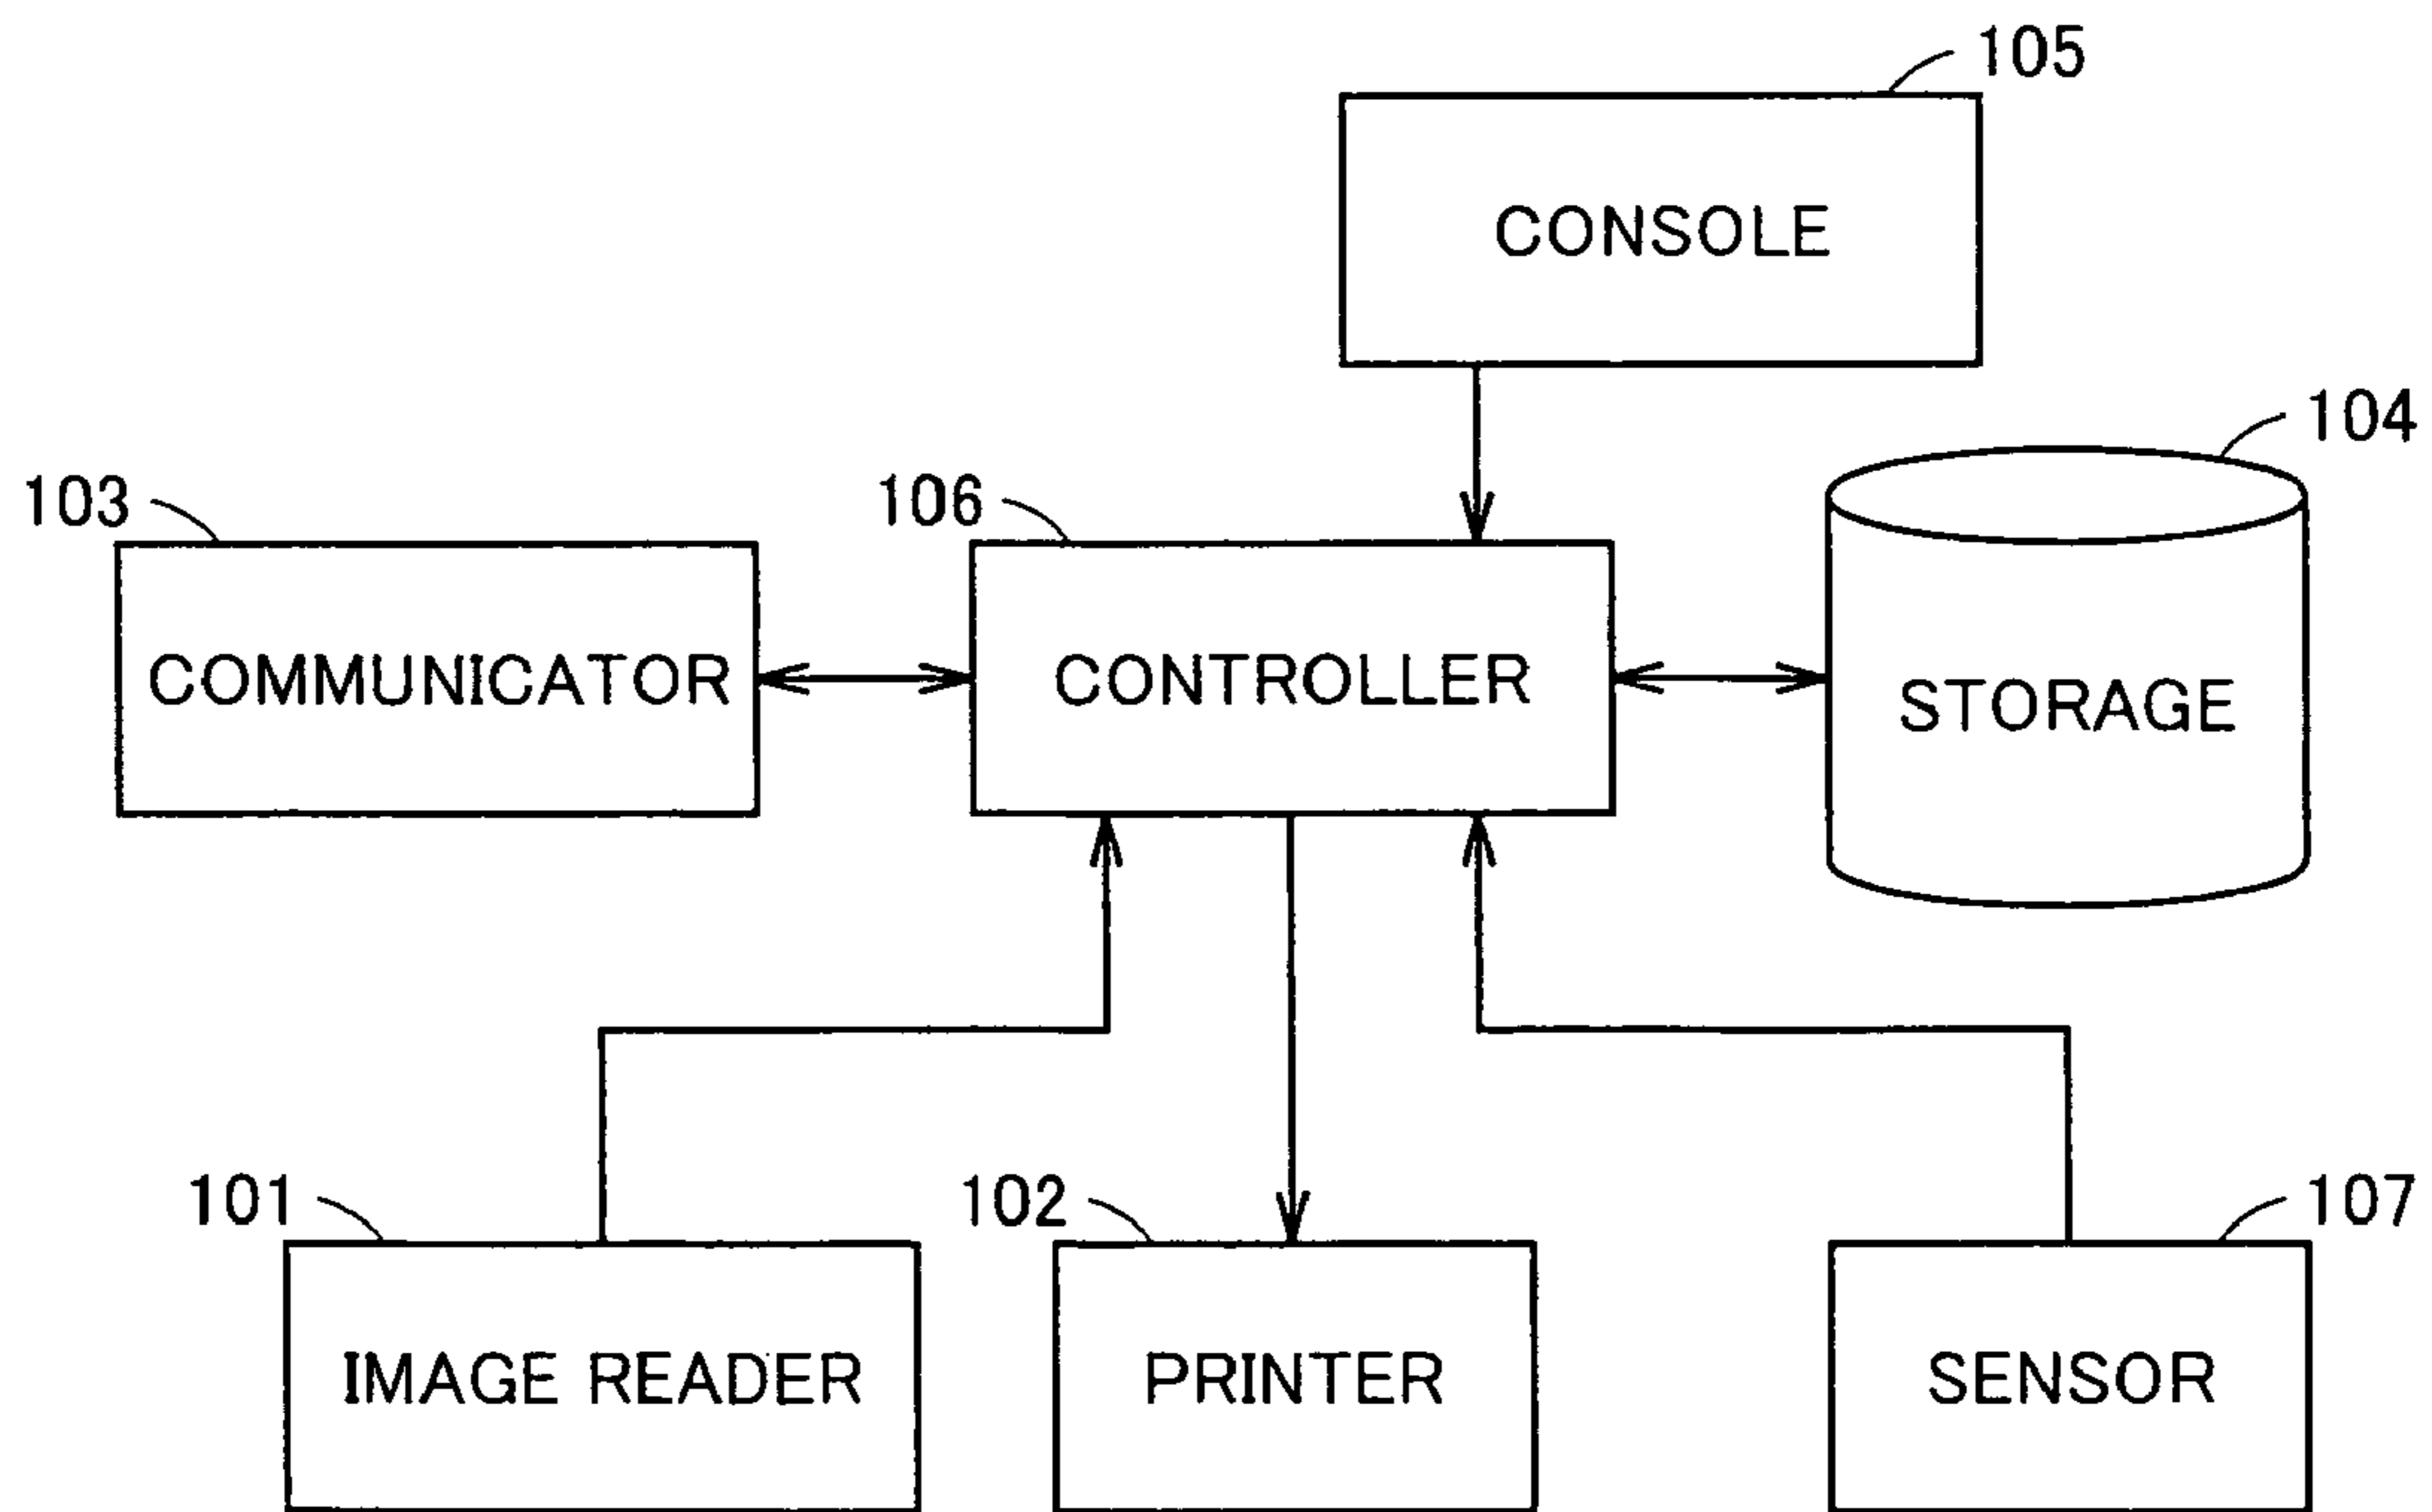 105
CONSOLE
104
103
106
COMMUNICATOR
CONTROLLER
STORAGE
101
102
107
IMAGE READER
PRINTER
SENSOR